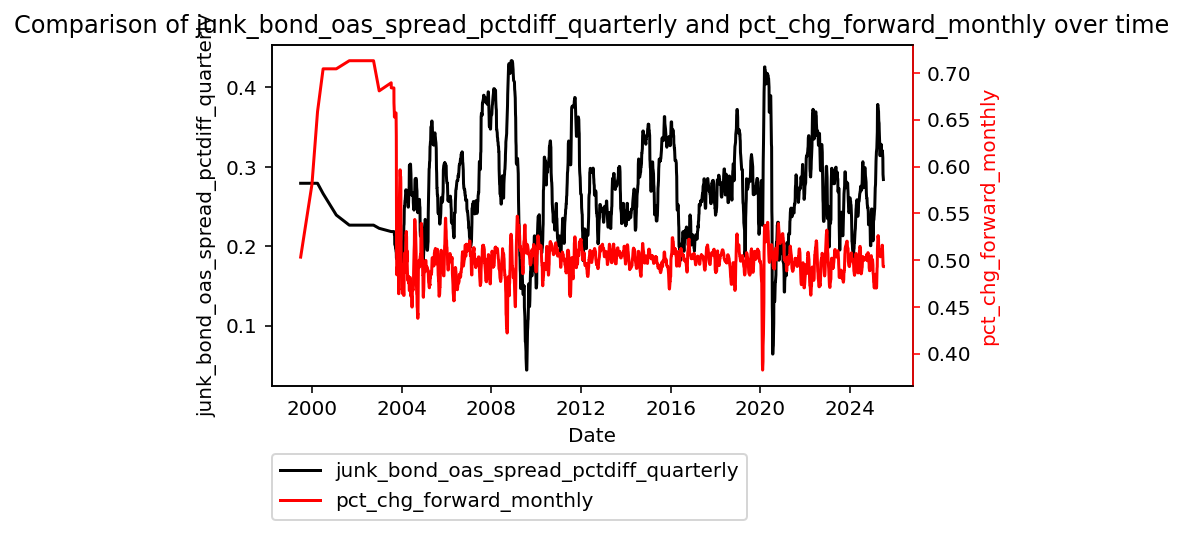 Comparison of junk_bond_oas_spread_pctdiff_quarterly and pct_chg_forward_monthly over time
junk_bond_oas_spread_pctdiff_quarterly
0.4
0.3
0.2
0.1
0.70
0.65
0.60
0.55
0.50
0.45
0.40
pct_chg_forward_monthly
2000 2004 2008 2012 2016 2020 2024
Date
junk_bond_oas_spread_pctdiff_quarterly
pct_chg_forward_monthly